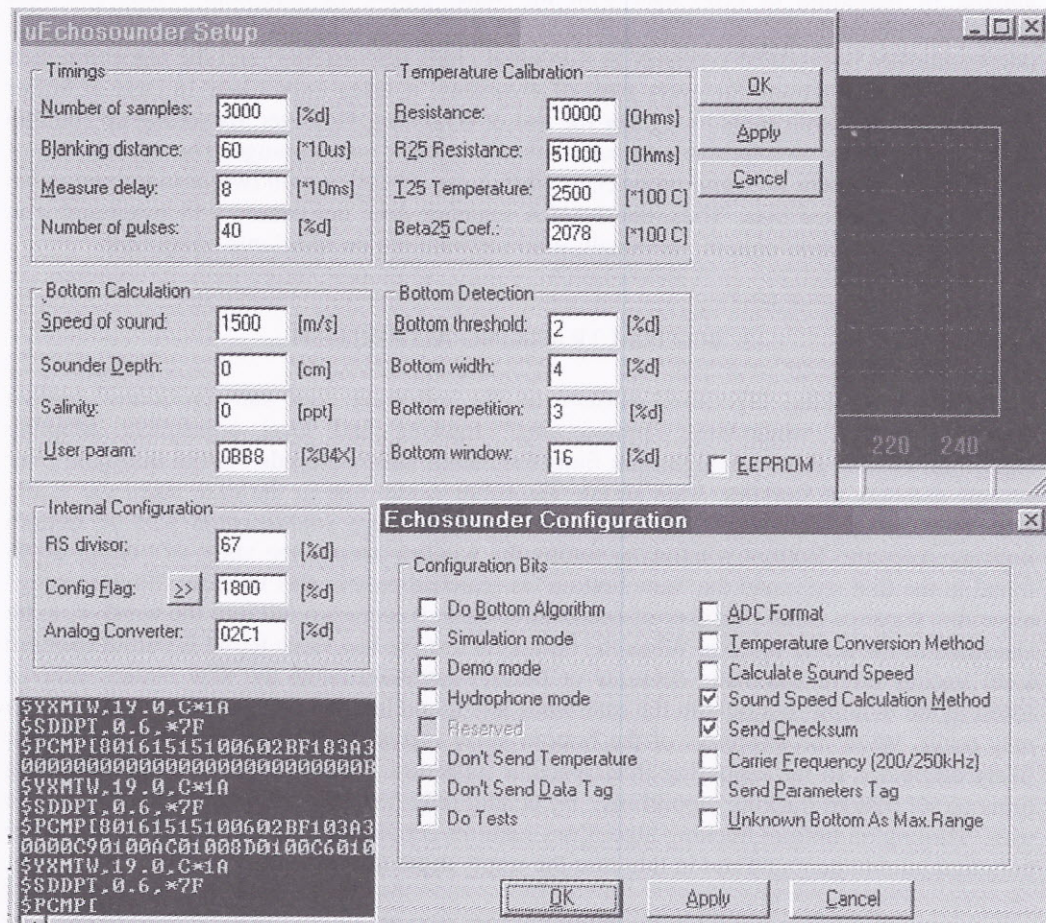 uEchosounder Setup
Timings
Number of samples: 3000 [%d]
Blanking distance: 60 [*10us]
Measure delay: 8 [*10ms]
Number of pulses: 40 [%d]
Temperature Calibration
Resistance: 10000 [Ohms]
R25 Resistance: 51000 [Ohms]
T25 Temperature: 2500 [*100 C]
Beta25 Coef.: 2078 [*100 C]
OK
Apply
Cancel
Bottom Calculation
Speed of sound: 1500 [m/s]
Sounder Depth: 0 [cm]
Salinity: 0 [ppt]
User param: 0BB8 [%04X]
Bottom Detection
Bottom threshold: 2 [%d]
Bottom width: 4 [%d]
Bottom repetition: 3 [%d]
Bottom window: 16 [%d]
EEPROM
220 240
Internal Configuration
RS divisor: 67 [%d]
Config Flag: >> 1800 [%d]
Analog Converter: 02C1 [%d]
Echosounder Configuration
Configuration Bits
Do Bottom Algorithm
Simulation mode
Demo mode
Hydrophone mode
Reserved
Don't Send Temperature
Don't Send Data Tag
Do Tests
ADC Format
Temperature Conversion Method
Calculate Sound Speed
Sound Speed Calculation Method
Send Checksum
Carrier Frequency (200/250kHz)
Send Parameters Tag
Unknown Bottom As Max.Range
OK
Apply
Cancel
$YXMTW,19.0,C*1A
$SDDPT,0.6,*7F
$PCMP[80161515100602BF183A3
0000000000000000000000000B
$YXMTW,19.0,C*1A
$SDDPT,0.6,*7F
$PCMP[80161515100602BF103A3
0000C90100AC01008D0100C6010
$YXMTW,19.0,C*1A
$SDDPT,0.6,*7F
$PCMP[